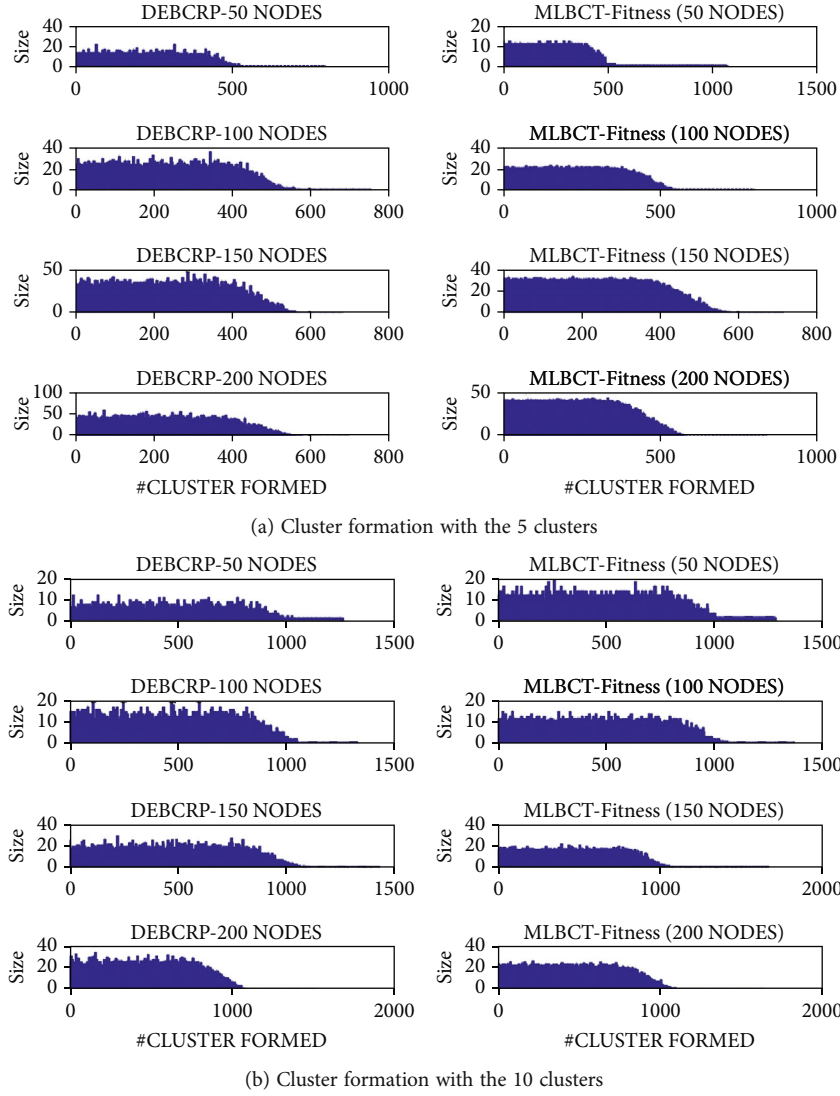 DEBCRP-50 NODES
MLBCT-Fitness (50 NODES)
Size
40
20
0
0 500 1000
Size
20
10
0
0 500 1000 1500
DEBCRP-100 NODES
MLBCT-Fitness (100 NODES)
Size
40
20
0
0 200 400 600 800
Size
40
20
0
0 500 1000
DEBCRP-150 NODES
MLBCT-Fitness (150 NODES)
Size
50
0
0 200 400 600 800
Size
40
20
0
0 200 400 600 800
DEBCRP-200 NODES
MLBCT-Fitness (200 NODES)
Size
100
50
0
0 200 400 600 800
Size
50
0
0 500 1000
#CLUSTER FORMED
#CLUSTER FORMED
(a) Cluster formation with the 5 clusters
DEBCRP-50 NODES
MLBCT-Fitness (50 NODES)
Size
20
10
0
0 500 1000 1500
Size
20
10
0
0 500 1000 1500
DEBCRP-100 NODES
MLBCT-Fitness (100 NODES)
Size
20
10
0
0 500 1000 1500
Size
20
10
0
0 500 1000 1500
DEBCRP-150 NODES
MLBCT-Fitness (150 NODES)
Size
40
20
0
0 500 1000 1500
Size
40
20
0
0 1000 2000
DEBCRP-200 NODES
MLBCT-Fitness (200 NODES)
Size
40
20
0
0 1000 2000
Size
40
20
0
0 1000 2000
#CLUSTER FORMED
#CLUSTER FORMED
(b) Cluster formation with the 10 clusters